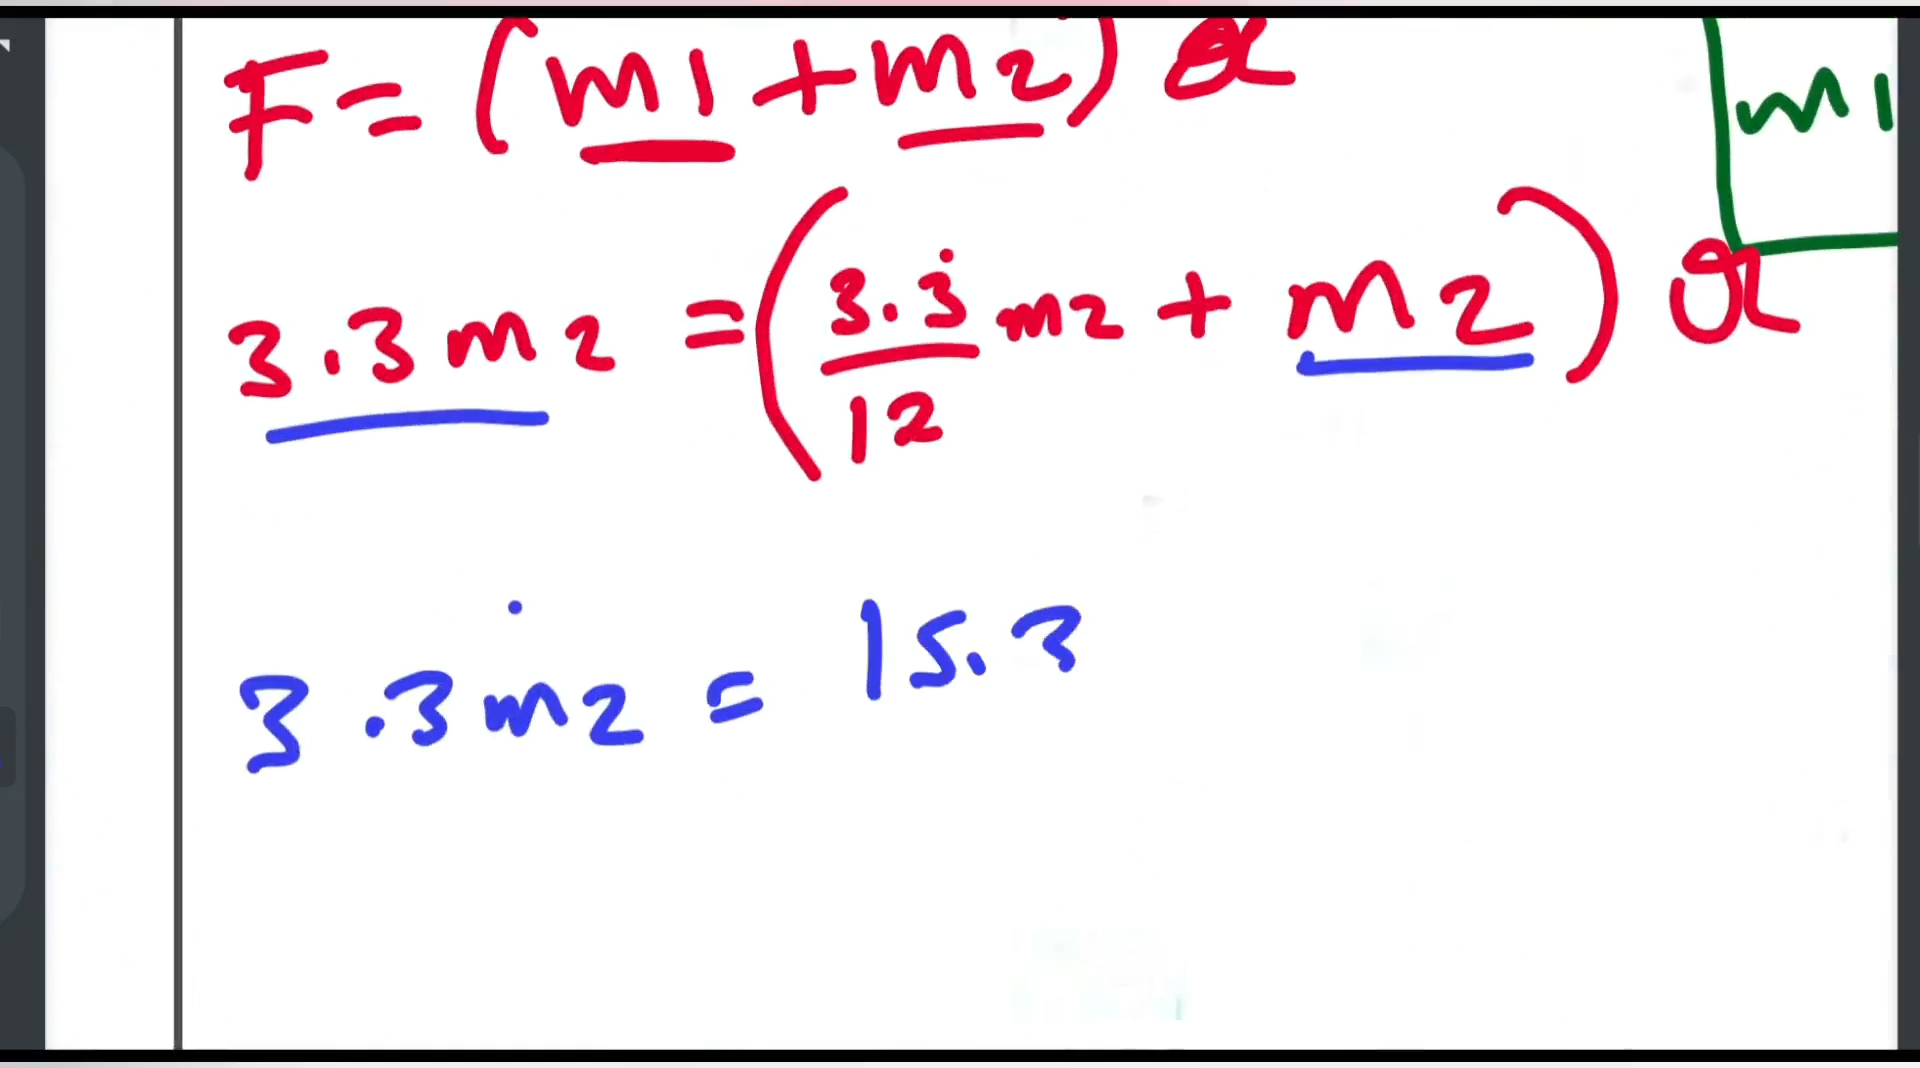 F = (m1 + m2) a
m1
3.3 m2 = (3.3/12 m2 + m2) a
3.3 m2 = 15.3